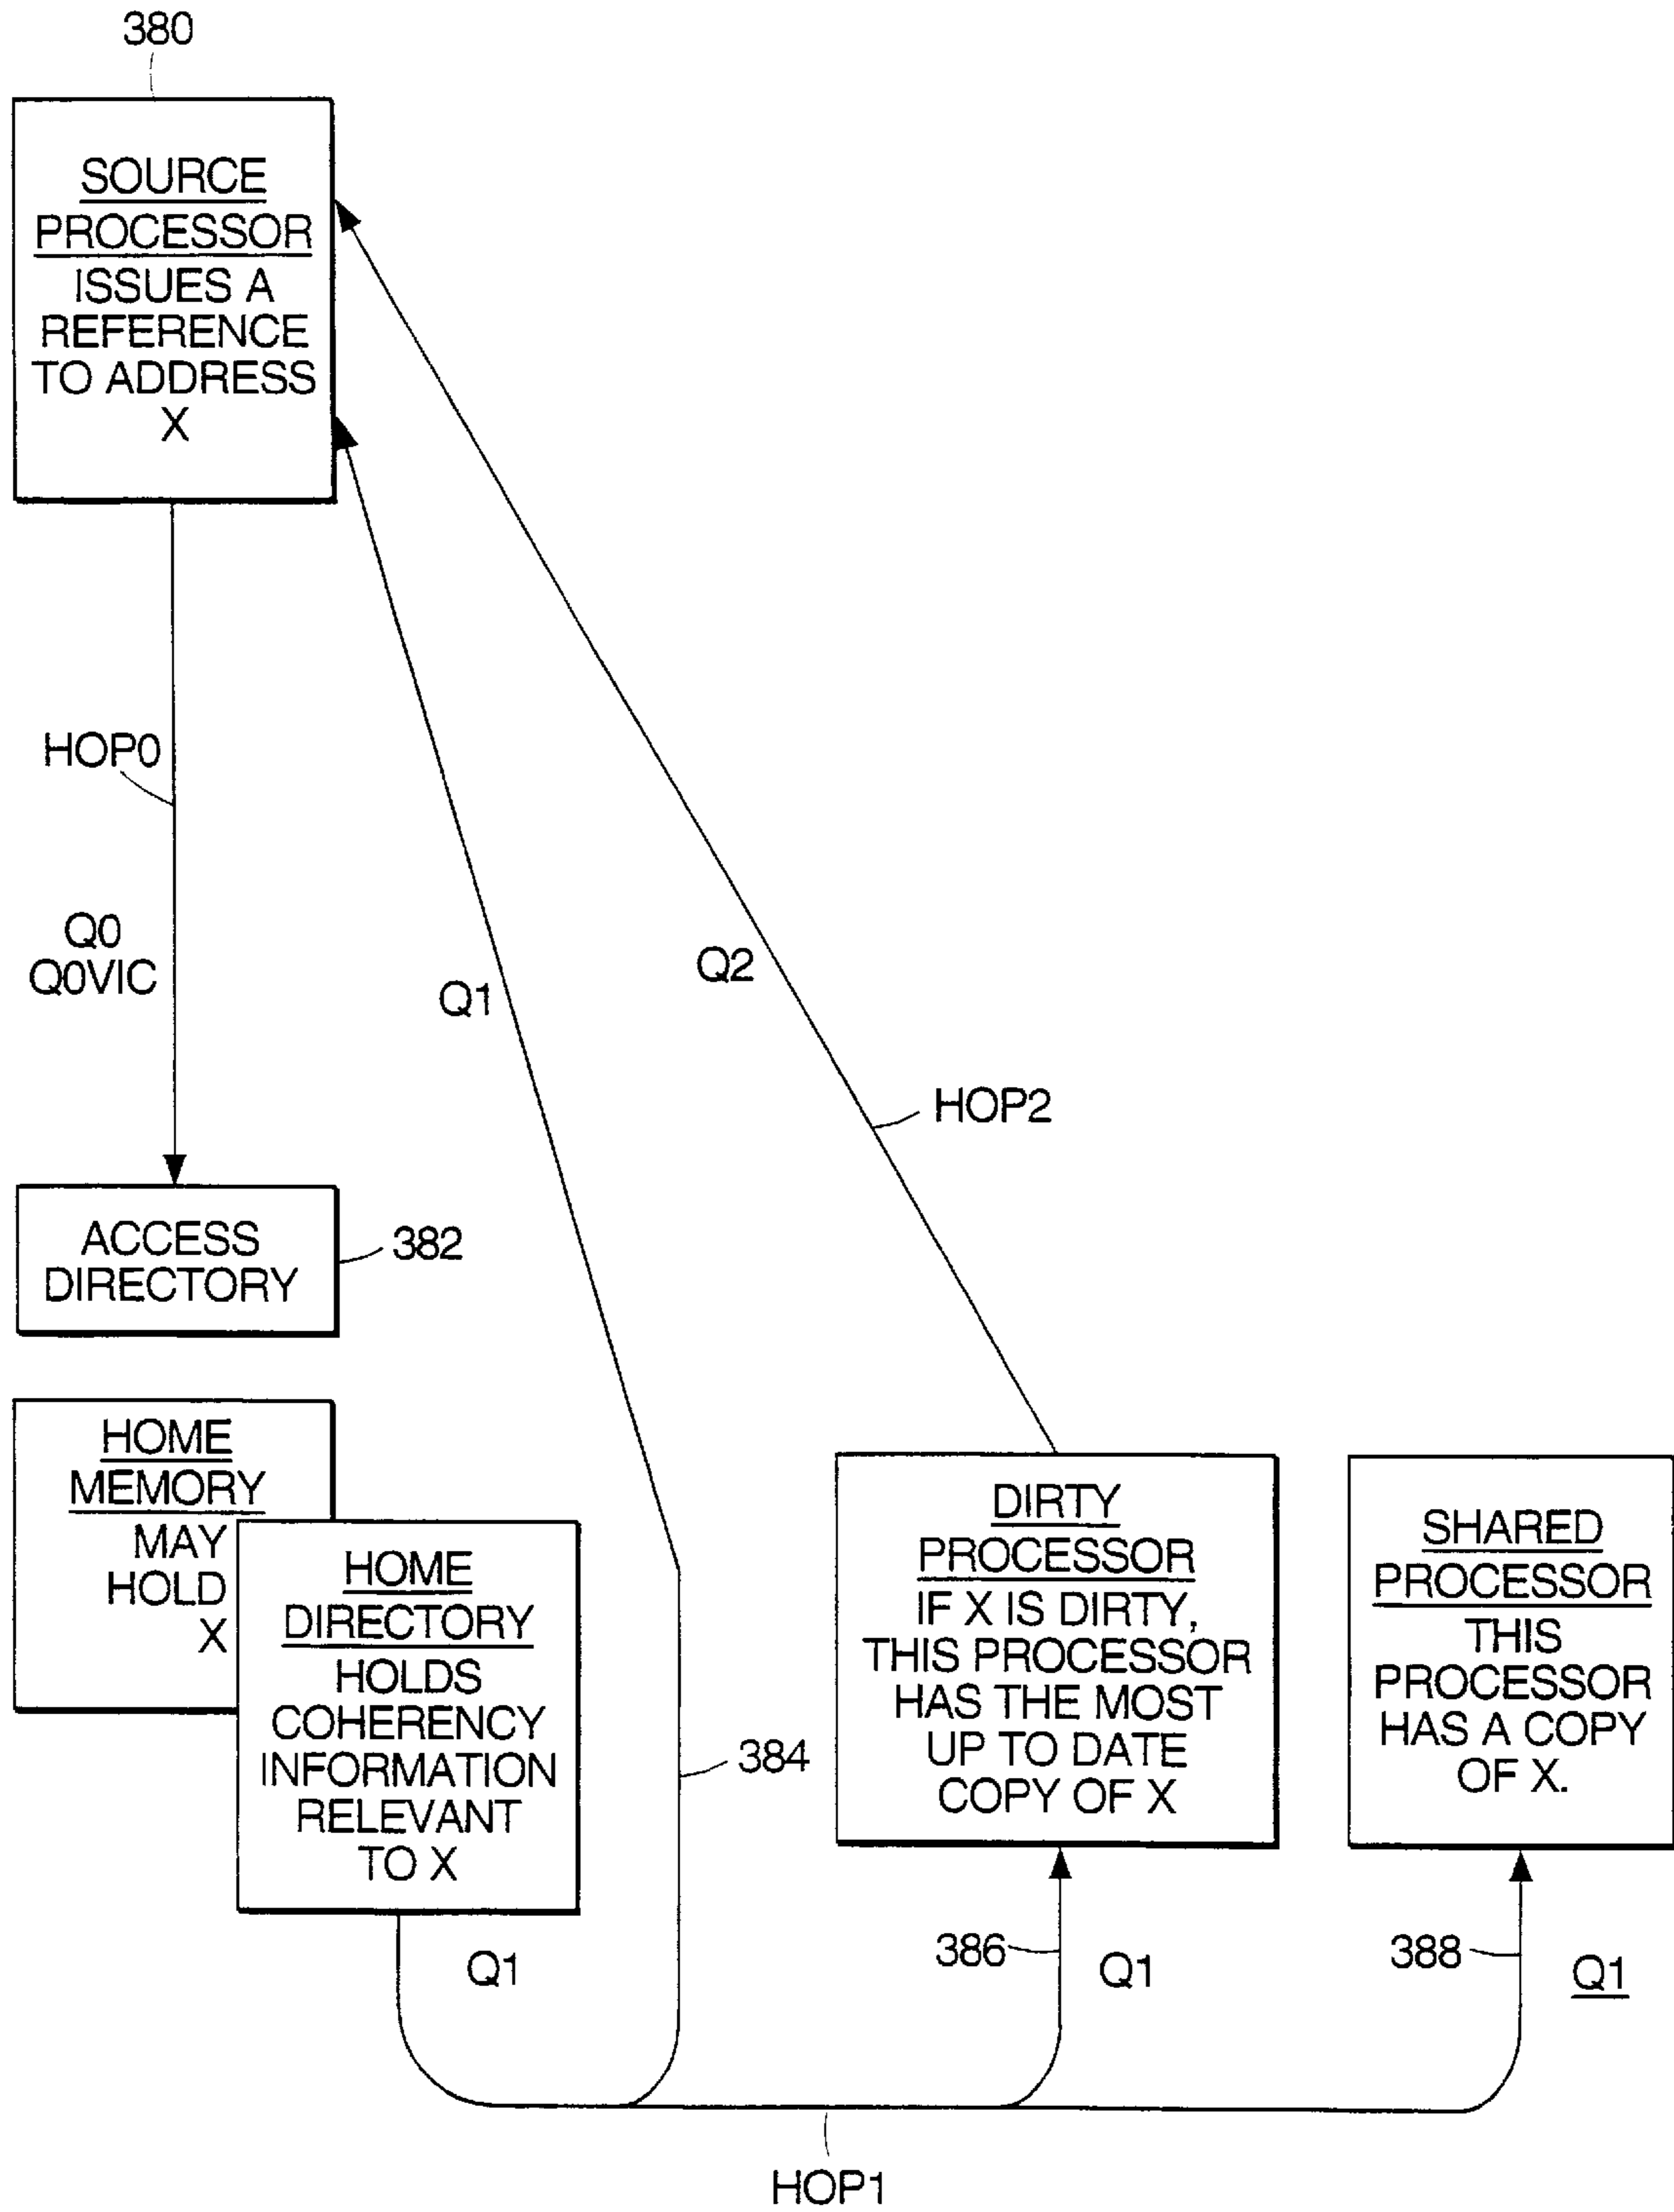 380
SOURCE
PROCESSOR
ISSUES A
REFERENCE
TO ADDRESS
X
HOP0
Q0
Q0VIC
Q1
Q2
HOP2
ACCESS
DIRECTORY
382
HOME
MEMORY
MAY
HOLD
X
HOME
DIRECTORY
HOLDS
COHERENCY
INFORMATION
RELEVANT
TO X
384
DIRTY
PROCESSOR
IF X IS DIRTY,
THIS PROCESSOR
HAS THE MOST
UP TO DATE
COPY OF X
SHARED
PROCESSOR
THIS
PROCESSOR
HAS A COPY
OF X.
Q1
386
Q1
388
Q1
HOP1